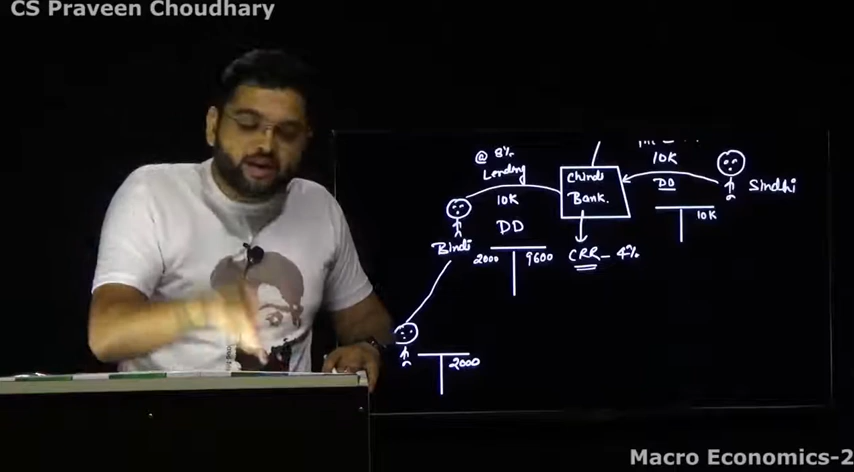 CS Praveen Choudhary
@ 8%
Lending
10K
DD
Bindi
2000
9600
Chindi
Bank.
CRR - 4%
10K
DD
Sindhi
10K
2000
Macro Economics-2